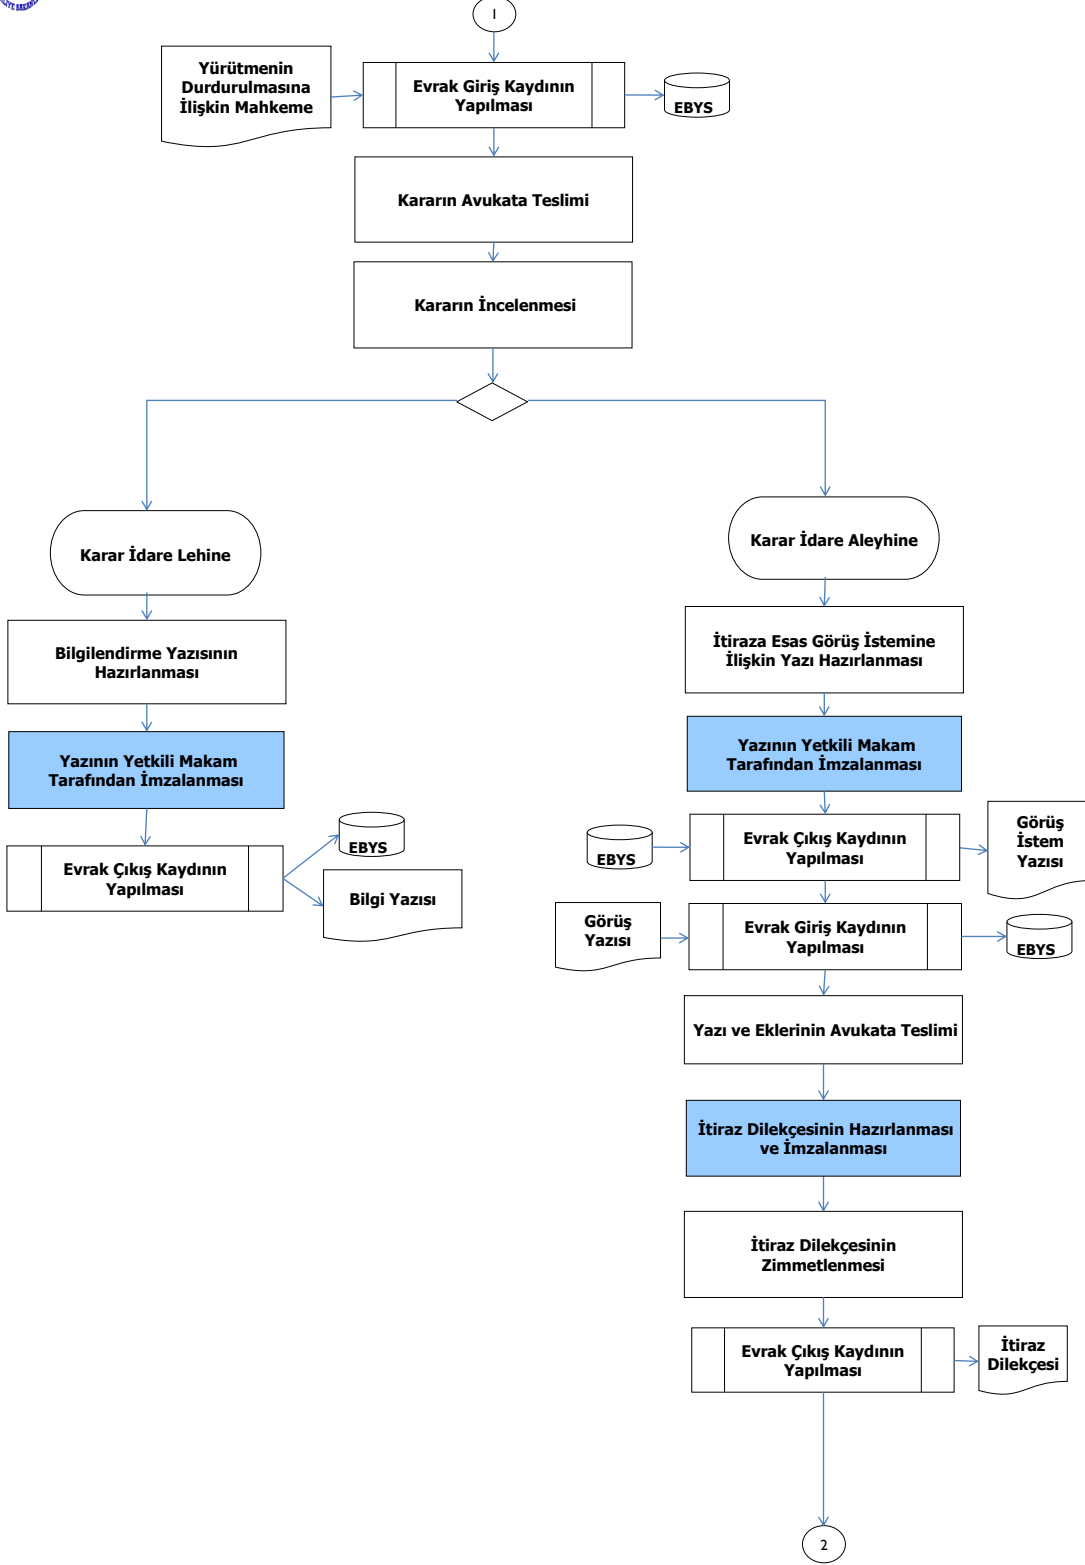 1
Yürütmenin
Durdurulmasına
İlişkin Mahkeme
Evrak Giriş Kaydının
Yapılması
EBYS
Kararın Avukata Teslimi
Kararın İncelenmesi
Karar İdare Lehine
Karar İdare Aleyhine
Bilgilendirme Yazısının
Hazırlanması
Yazının Yetkili Makam
Tarafından İmzalanması
Evrak Çıkış Kaydının
Yapılması
EBYS
Bilgi Yazısı
İtiraza Esas Görüş İstemine
İlişkin Yazı Hazırlanması
Yazının Yetkili Makam
Tarafından İmzalanması
EBYS
Evrak Çıkış Kaydının
Yapılması
Görüş
İstem
Yazısı
Görüş
Yazısı
Evrak Giriş Kaydının
Yapılması
EBYS
Yazı ve Eklerinin Avukata Teslimi
İtiraz Dilekçesinin Hazırlanması
ve İmzalanması
İtiraz Dilekçesinin
Zimmetlenmesi
Evrak Çıkış Kaydının
Yapılması
İtiraz
Dilekçesi
2